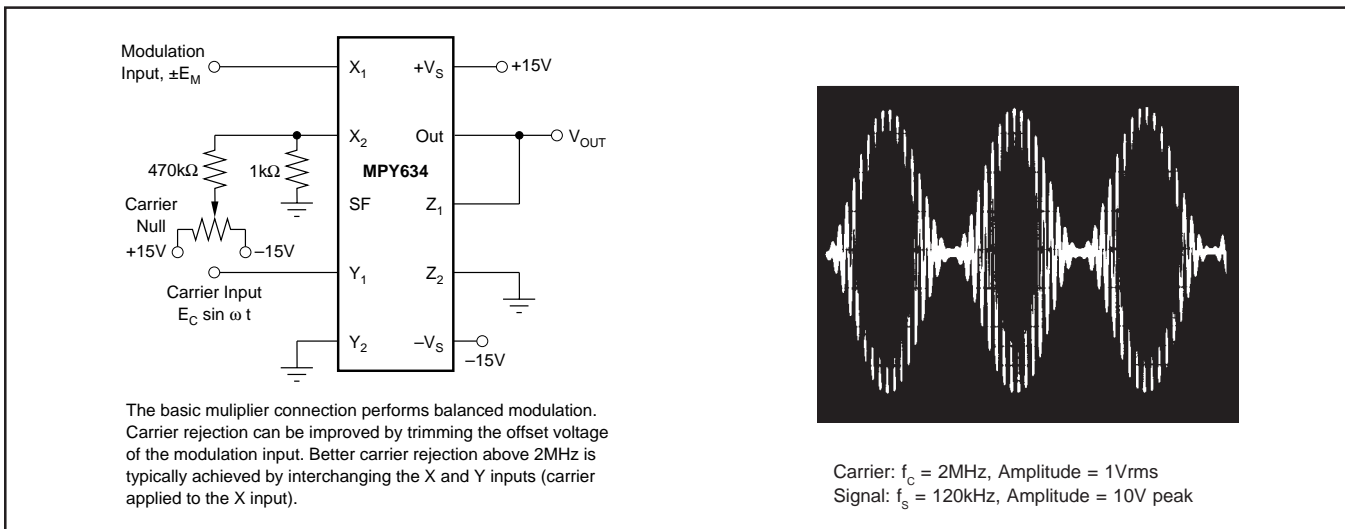 Modulation
Input, ±E_M
X_1
+V_S
+15V
X_2
Out
V_OUT
470kΩ
1kΩ
MPY634
Carrier
Null
SF
Z_1
+15V
–15V
Y_1
Z_2
Carrier Input
E_C sin ω t
Y_2
–V_S
–15V
The basic muliplier connection performs balanced modulation.
Carrier rejection can be improved by trimming the offset voltage
of the modulation input. Better carrier rejection above 2MHz is
typically achieved by interchanging the X and Y inputs (carrier
applied to the X input).
Carrier: f_C = 2MHz, Amplitude = 1Vrms
Signal: f_S = 120kHz, Amplitude = 10V peak